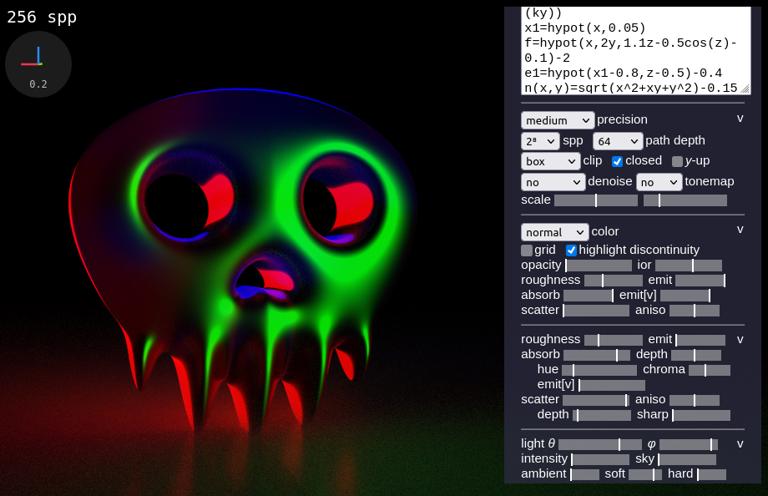 256 spp
0.2
(ky))
x1=hypot(x,0.05)
f=hypot(x,2y,1.1z-0.5cos(z)-
0.1)-2
e1=hypot(x1-0.8,z-0.5)-0.4
n(x,y)=sqrt(x^2+xy+y^2)-0.15
medium precision v
spp 64 path depth
box clip closed y-up
no denoise no tonemap
scale
normal color v
grid highlight discontinuity
opacity ior
roughness emit
absorb emit[v]
scatter aniso
roughness emit v
absorb depth
hue chroma
emit[v]
scatter aniso
depth sharp
light θ φ v
intensity sky
ambient soft hard